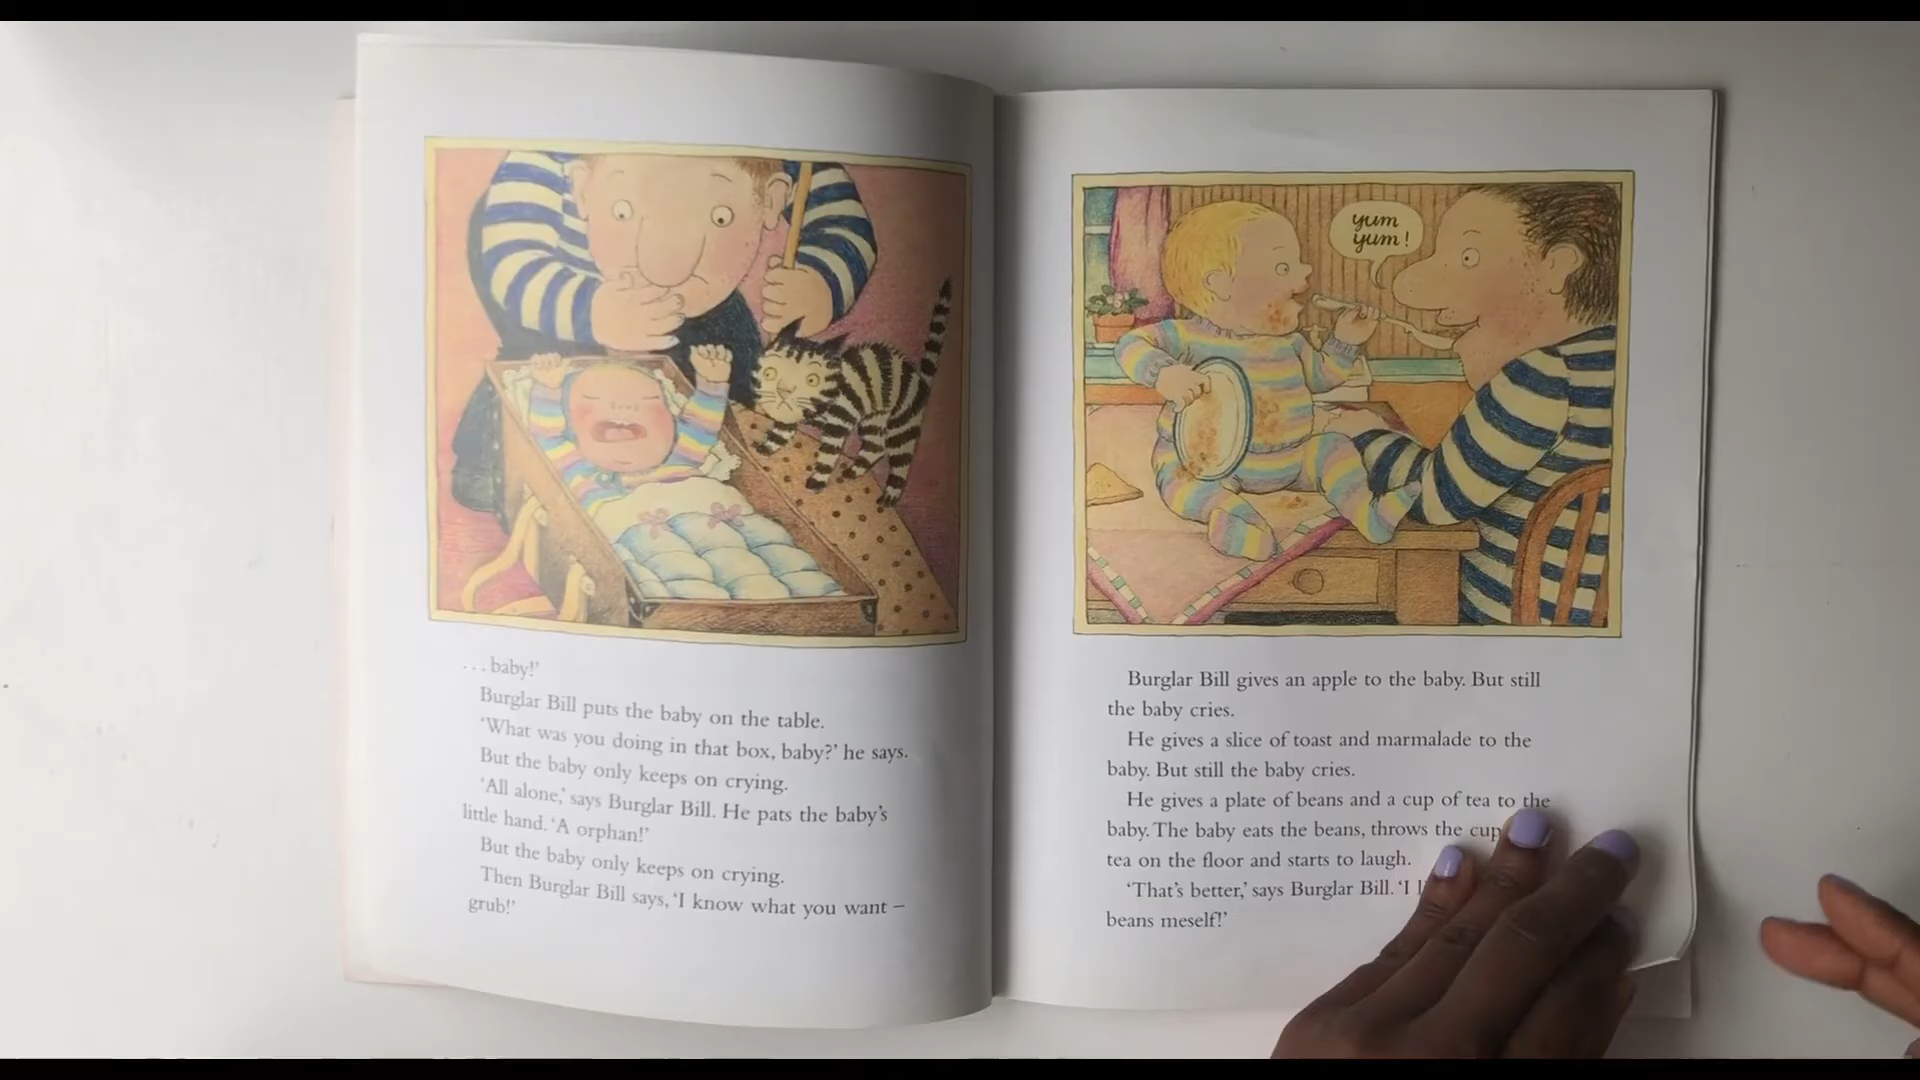 . . . baby!’
Burglar Bill puts the baby on the table.
‘What was you doing in that box, baby?’ he says.
But the baby only keeps on crying.
‘All alone,’ says Burglar Bill. He pats the baby’s
little hand. ‘A orphan!’
But the baby only keeps on crying.
Then Burglar Bill says, ‘I know what you want –
grub!’
yum
yum!
Burglar Bill gives an apple to the baby. But still
the baby cries.
He gives a slice of toast and marmalade to the
baby. But still the baby cries.
He gives a plate of beans and a cup of tea to the
baby. The baby eats the beans, throws the cup
tea on the floor and starts to laugh.
‘That’s better,’ says Burglar Bill. ‘I
beans meself!’